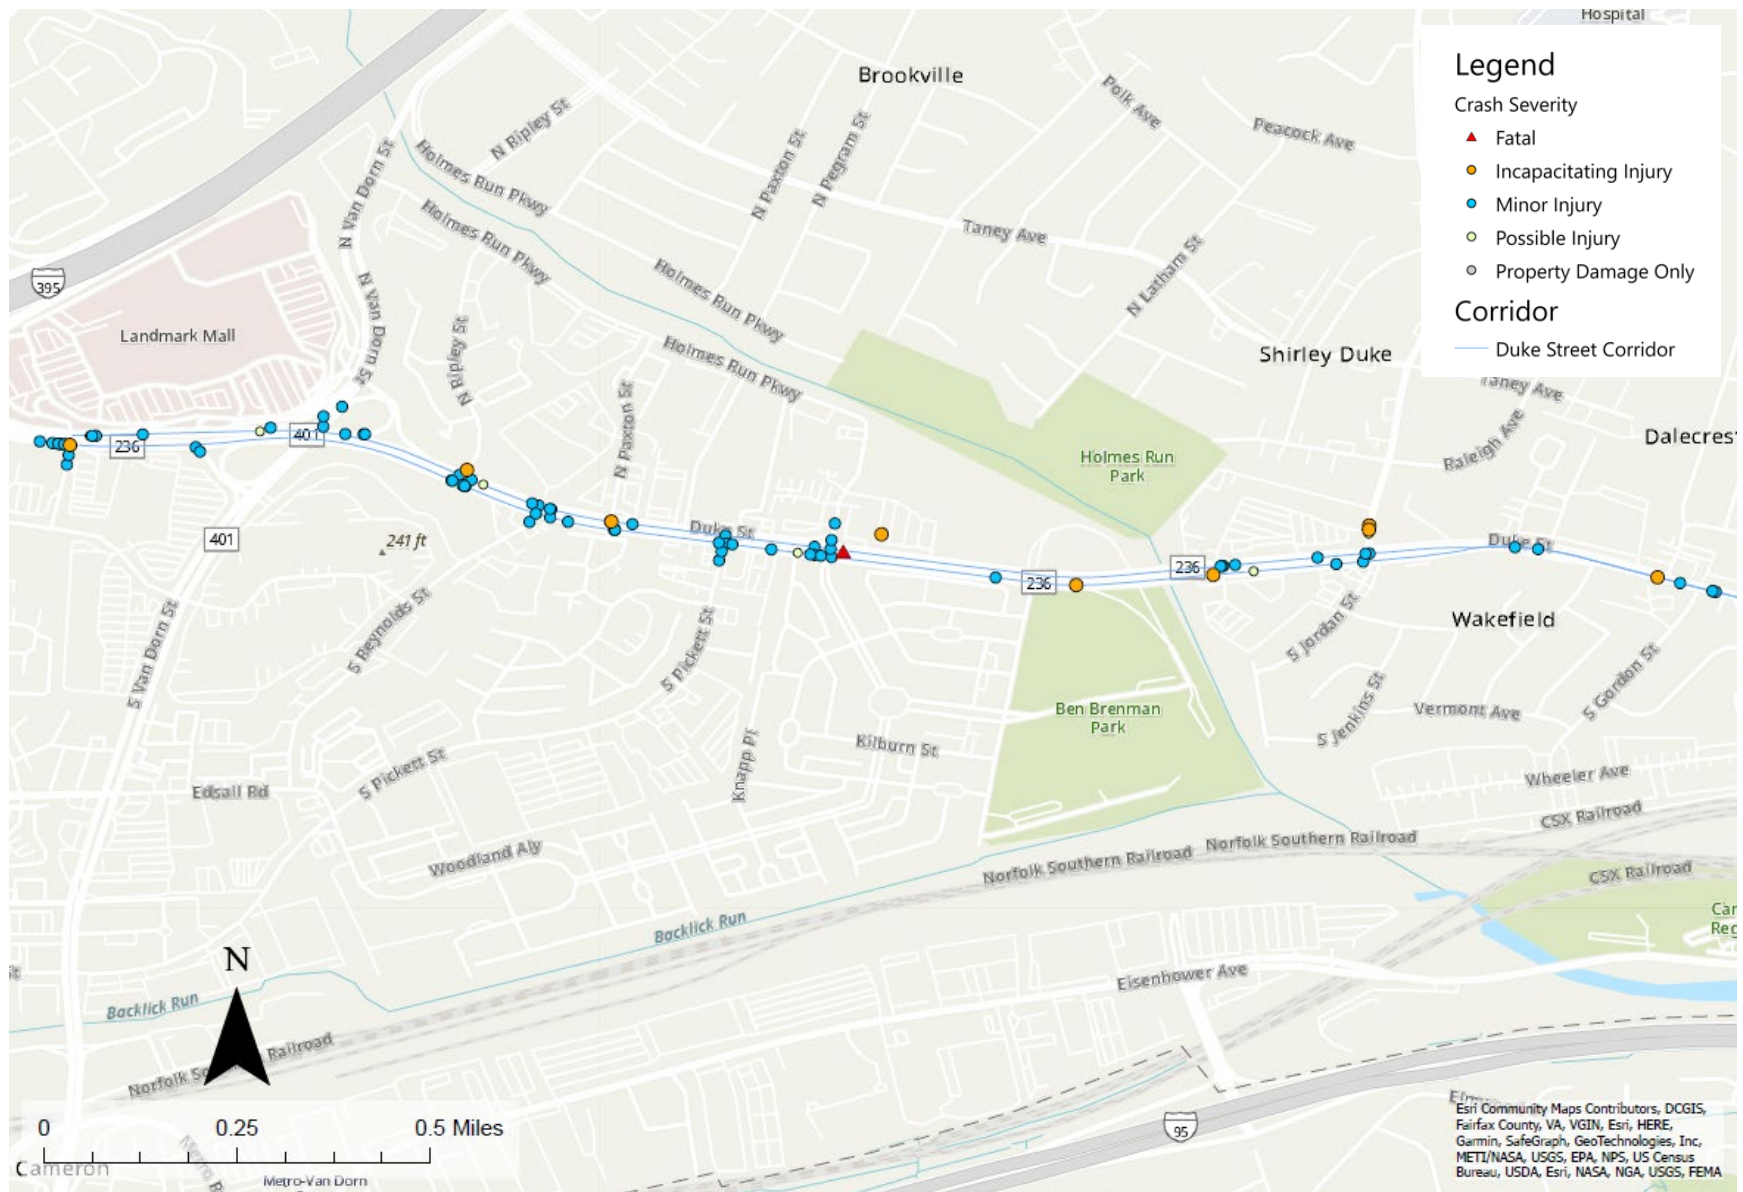 Hospital
Brookville
Polk Ave
Peacock Ave
N Ripley St
N Paxton St
N Pegram St
N Van Dorn St
Holmes Run Pkwy
Holmes Run Pkwy
Taney Ave
N Latham St
Holmes Run Pkwy
395
N Van Dorn St
Landmark Mall
N Ripley St
Holmes Run Pkwy
Shirley Duke
Taney Ave
N Paxton St
Raleigh Ave
Dalecres
236
401
Holmes Run
Park
401
241 ft
Duke St
236
236
Duke St
S Van Dorn St
S Reynolds St
S Pickett St
S Jordan St
Wakefield
S Gordon St
Ben Brenman
Park
S Jenkins St
Vermont Ave
Knapp Pl
Kilburn St
Edsall Rd
S Pickett St
Wheeler Ave
CSX Railroad
Woodland Aly
Norfolk Southern Railroad
Norfolk Southern Railroad
CSX Railroad
Car
Reg
Backlick Run
St
N
Eisenhower Ave
Backlick Run
Norfolk So
Railroad
95
0
0.25
0.5 Miles
Cameron
Metro-Van Dorn
Legend
Crash Severity
Fatal
Incapacitating Injury
Minor Injury
Possible Injury
Property Damage Only
Corridor
Duke Street Corridor
Esri Community Maps Contributors, DCGIS,
Fairfax County, VA, VGIN, Esri, HERE,
Garmin, SafeGraph, GeoTechnologies, Inc,
METI/NASA, USGS, EPA, NPS, US Census
Bureau, USDA, Esri, NASA, NGA, USGS, FEMA